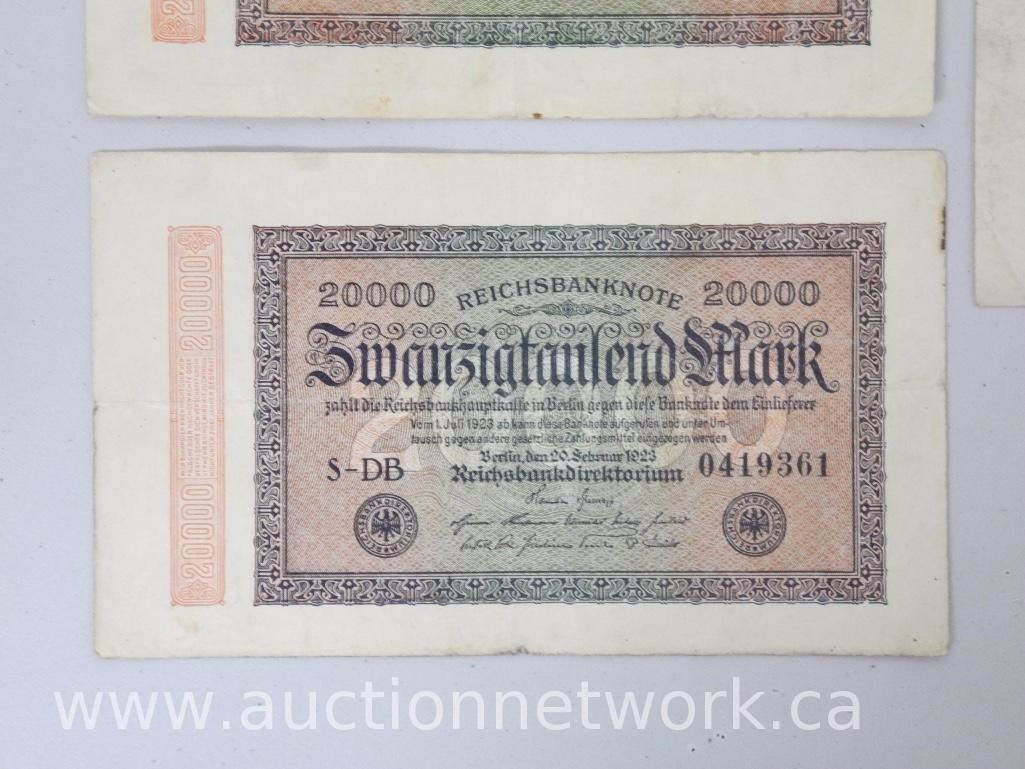 20000 REICHSBANKNOTE 20000
Zwanzigtausend Mark
zahlt die Reichsbankhauptkasse in Berlin gegen diese Banknote dem Einlieferer
Vom 1. Juli 1923 ab kann diese Banknote aufgerufen und unter Um-
tausch gegen andere gesetzliche Zahlungsmittel eingezogen werden
Berlin, den 20. Februar 1923
S-DB Reichsbankdirektorium 0419361
REICHSBANKDIREKTORIUM
REICHSBANKDIREKTORIUM
20000
20000
www.auctionnetwork.ca